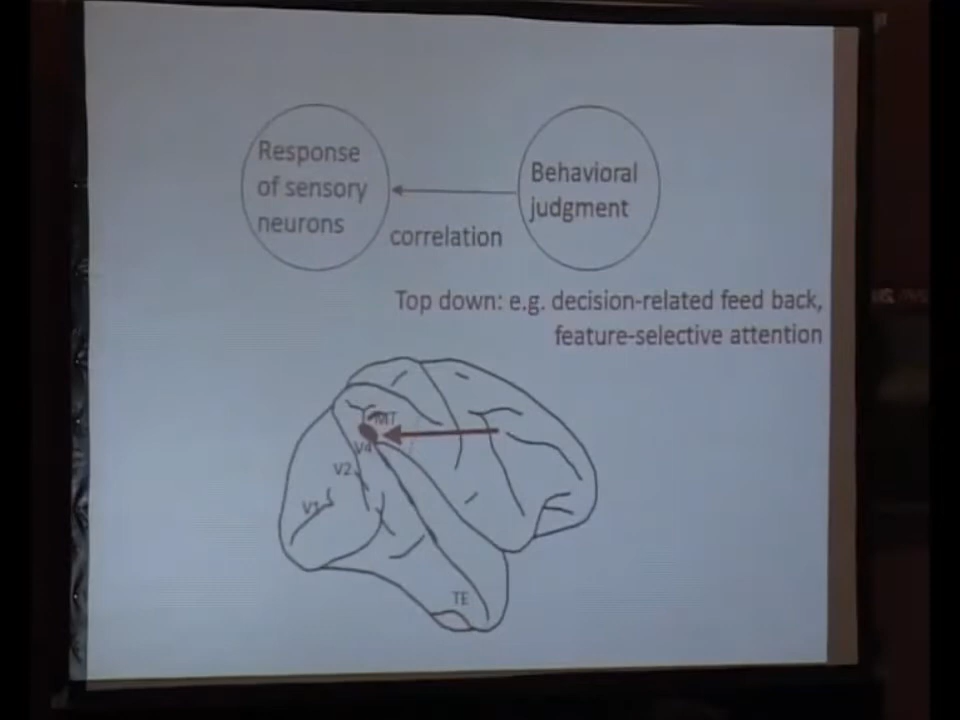 Response
of sensory
neurons
Behavioral
judgment
correlation
Top down: e.g. decision-related feed back,
feature-selective attention
MT
V4
V2
V1
TE